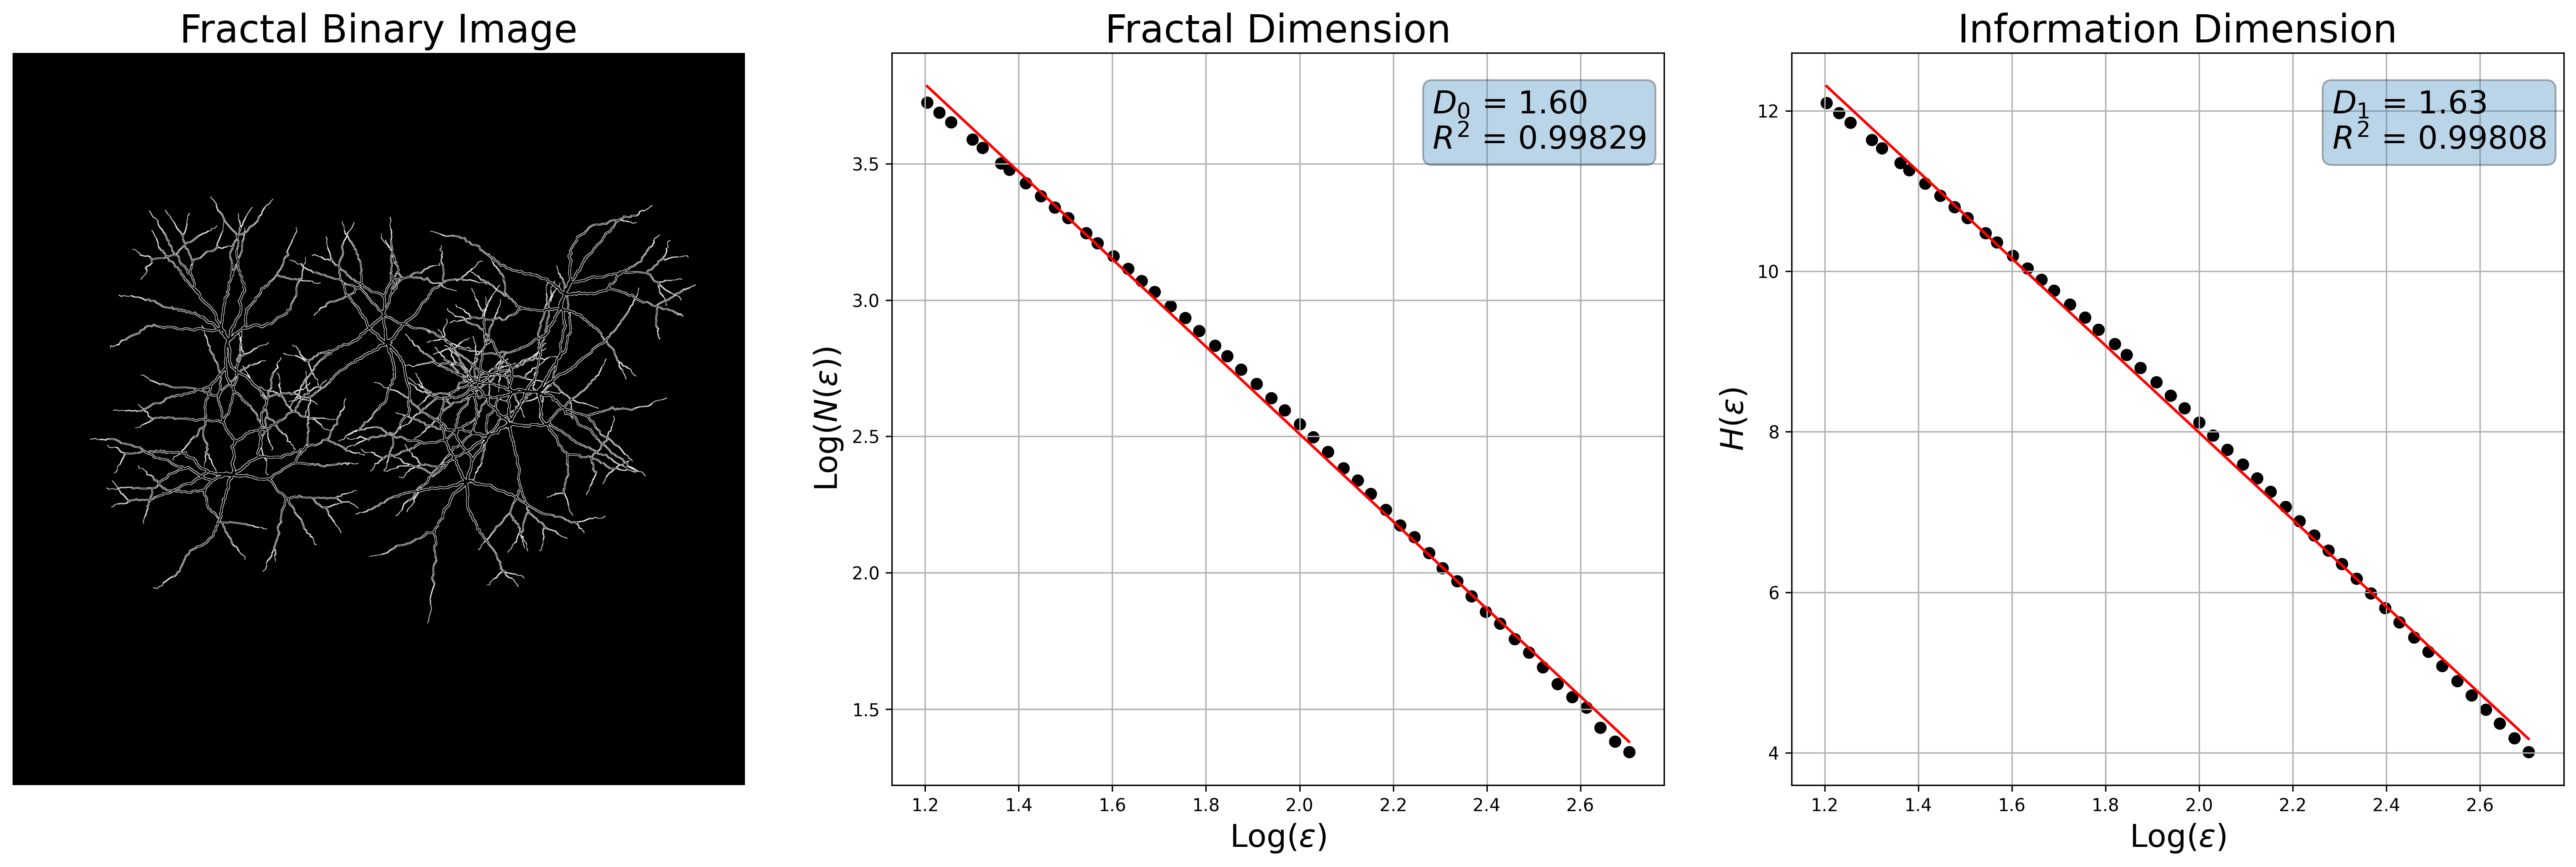 Fractal Binary Image
Fractal Dimension
D₀ = 1.60
R² = 0.99829
3.5
3.0
2.5
2.0
1.5
Log(N(ε))
1.2 1.4 1.6 1.8 2.0 2.2 2.4 2.6
Log(ε)
Information Dimension
D₁ = 1.63
R² = 0.99808
12
10
8
6
4
H(ε)
1.2 1.4 1.6 1.8 2.0 2.2 2.4 2.6
Log(ε)